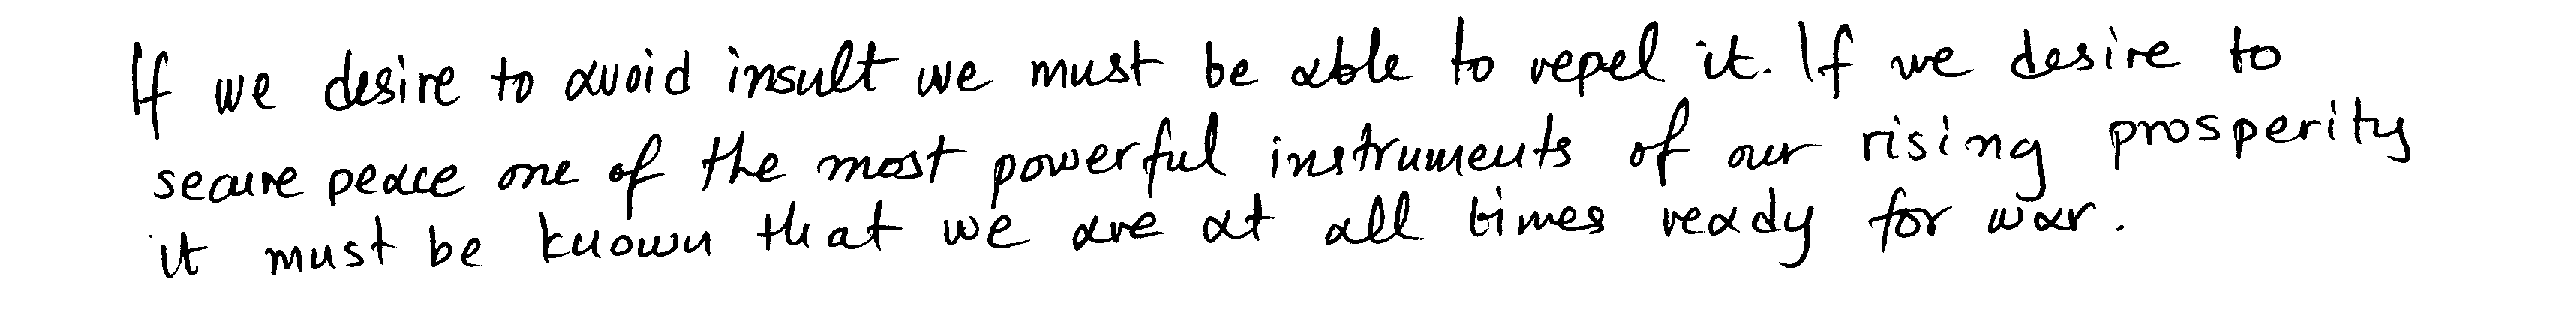 If we desire to avoid insult we must be able to repel it. If we desire to
secure peace one of the most powerful instruments of our rising prosperity
it must be known that we are at all times ready for war.